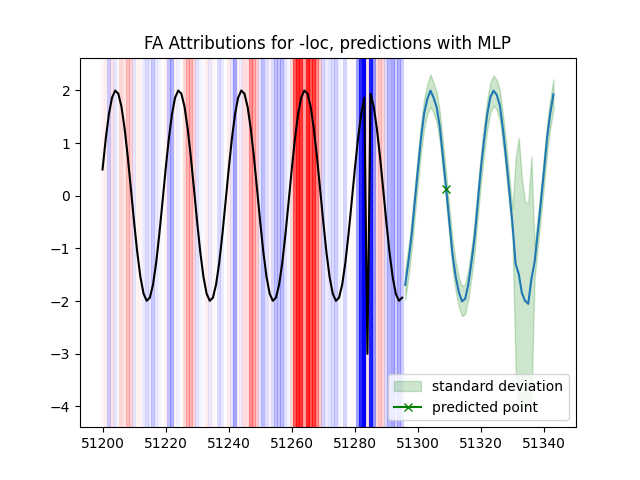 FA Attributions for -loc, predictions with MLP
2
1
0
−1
−2
−3
−4
standard deviation
predicted point
51200 51220 51240 51260 51280 51300 51320 51340